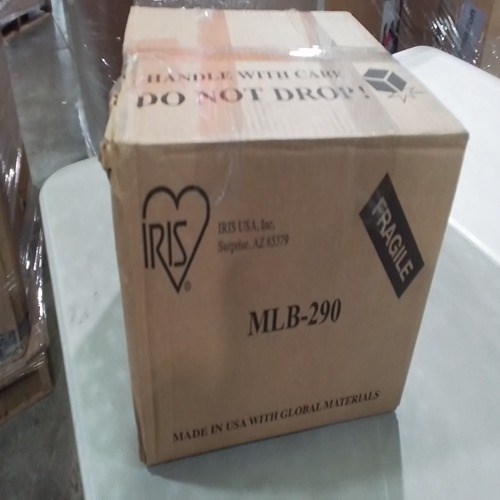 HANDLE WITH CARE
DO NOT DROP!
IRIS
®
IRIS USA, Inc.
Surprise, AZ 85379
FRAGILE
MLB-290
MADE IN USA WITH GLOBAL MATERIALS